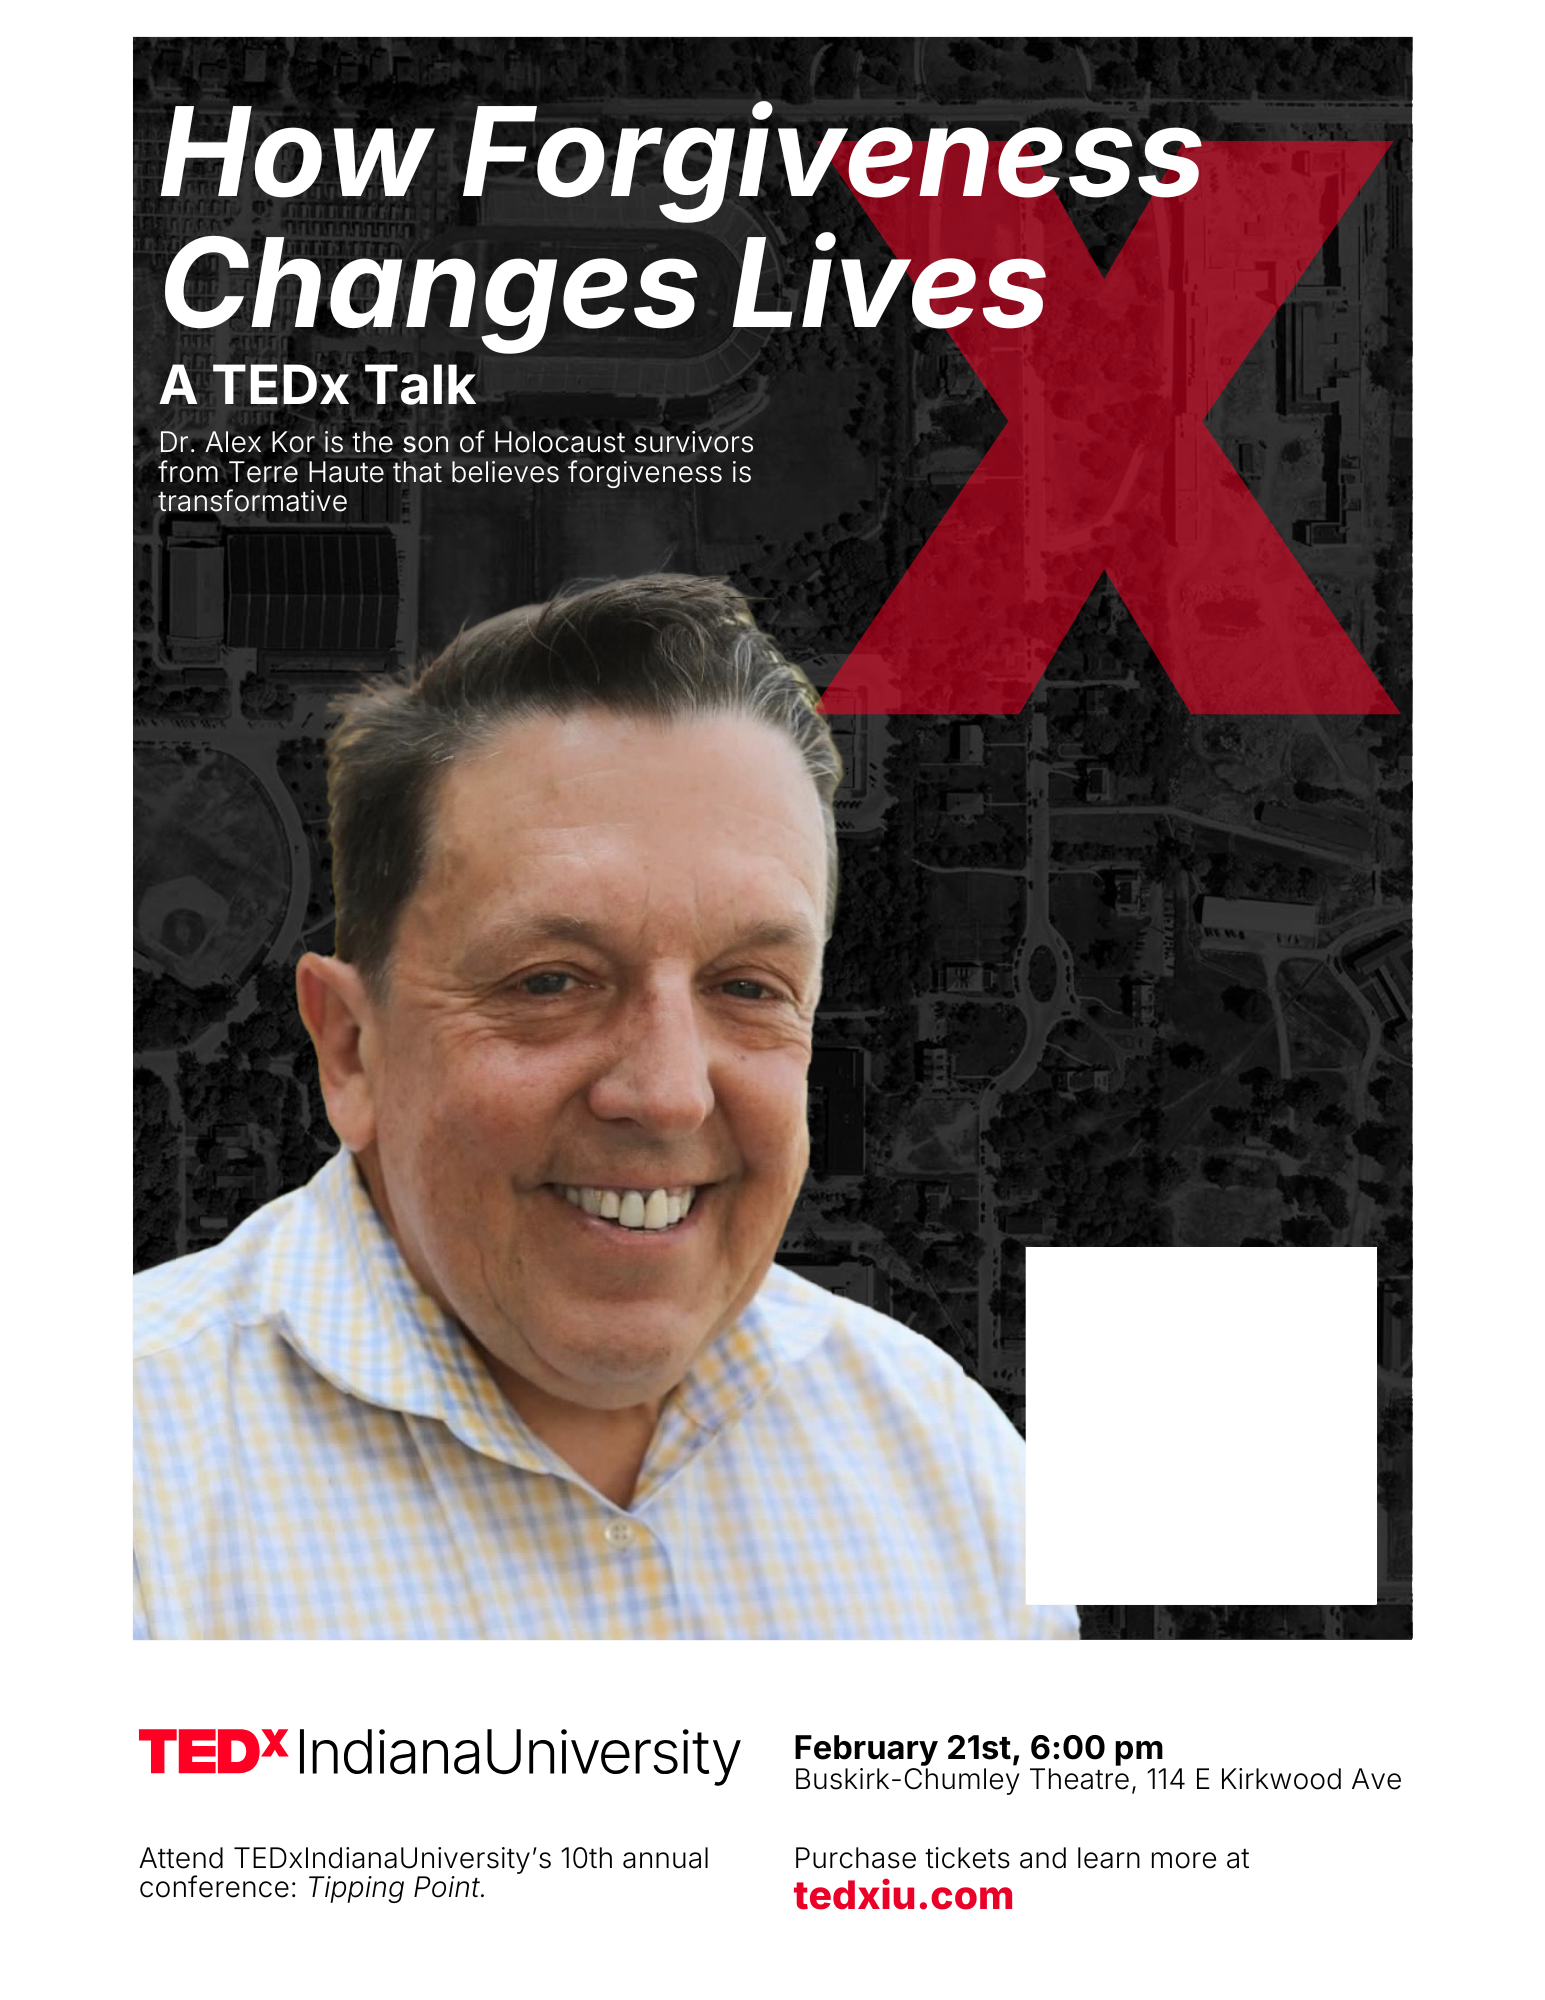 How Forgiveness
Changes Lives
A TEDx Talk
Dr. Alex Kor is the son of Holocaust survivors
from Terre Haute that believes forgiveness is
transformative
TEDx IndianaUniversity
Attend TEDxIndianaUniversity’s 10th annual
conference: Tipping Point.
February 21st, 6:00 pm
Buskirk-Chumley Theatre, 114 E Kirkwood Ave
Purchase tickets and learn more at
tedxiu.com